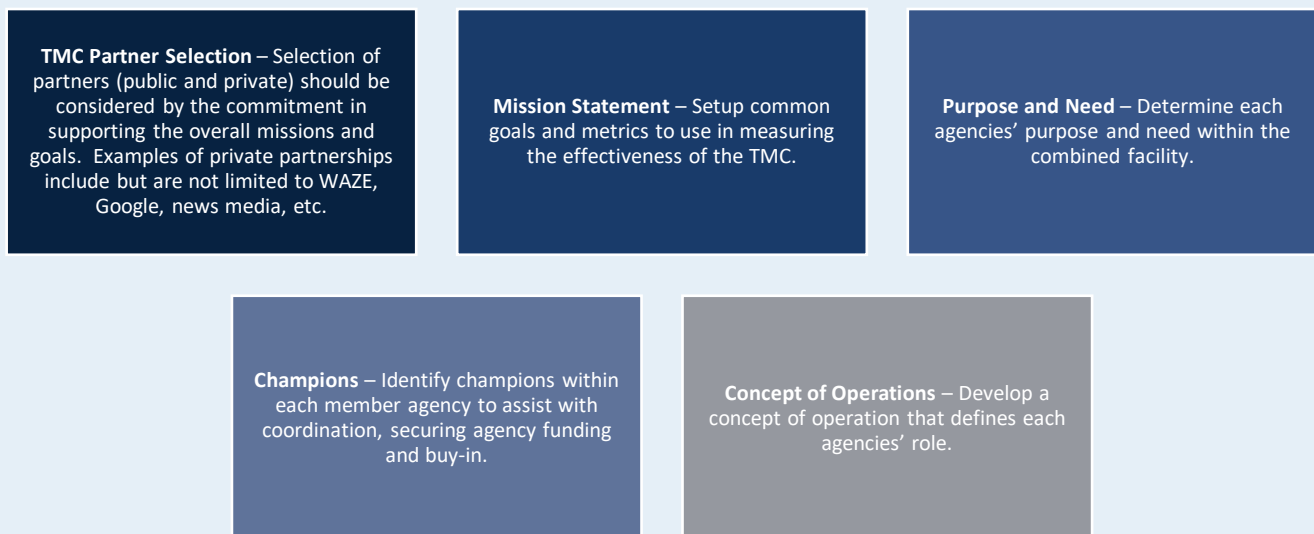 TMC Partner Selection – Selection of
partners (public and private) should be
considered by the commitment in
supporting the overall missions and
goals. Examples of private partnerships
include but are not limited to WAZE,
Google, news media, etc.
Mission Statement – Setup common
goals and metrics to use in measuring
the effectiveness of the TMC.
Purpose and Need – Determine each
agencies’ purpose and need within the
combined facility.
Champions – Identify champions within
each member agency to assist with
coordination, securing agency funding
and buy-in.
Concept of Operations – Develop a
concept of operation that defines each
agencies’ role.